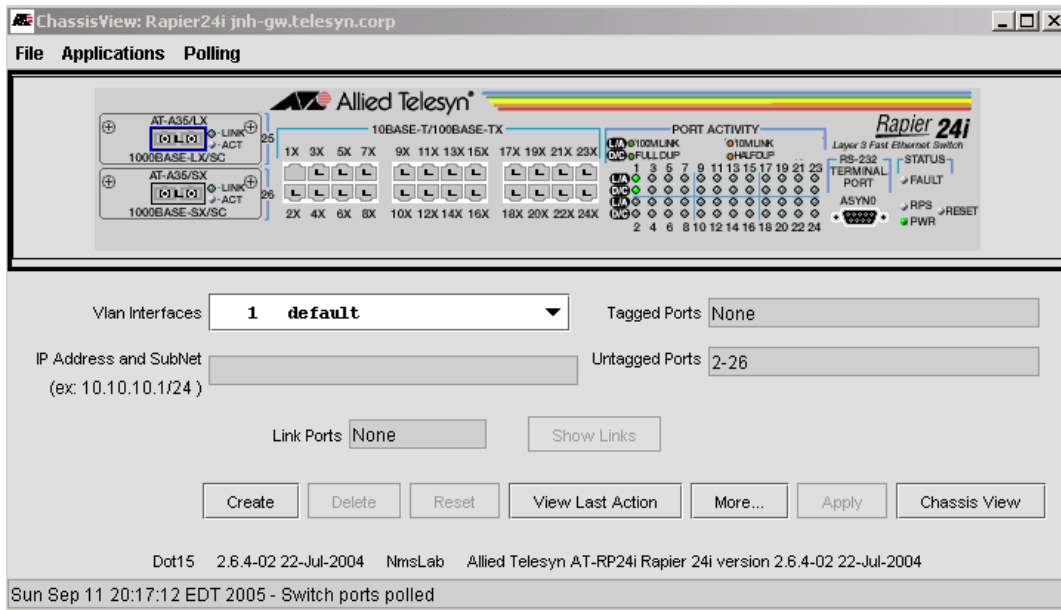 ChassisView: Rapier24i jnh-gw.telesyn.corp
File Applications Polling
Allied Telesyn
AT-A35/LX
LINK
ACT
1000BASE-LX/SC
25
AT-A35/SX
LINK
ACT
1000BASE-SX/SC
26
10BASE-T/100BASE-TX
1X 3X 5X 7X 9X 11X 13X 15X 17X 19X 21X 23X
2X 4X 6X 8X 10X 12X 14X 16X 18X 20X 22X 24X
PORT ACTIVITY
L/A 100M LINK 10M LINK
D/C FULL DUP HALF DUP
1 3 5 7 9 11 13 15 17 19 21 23
L/A
D/C
L/A
D/C
2 4 6 8 10 12 14 16 18 20 22 24
Rapier 24i
Layer 3 Fast Ethernet Switch
RS-232
TERMINAL
PORT
ASYN0
STATUS
FAULT
RPS
RESET
PWR
Vlan Interfaces 1 default
Tagged Ports None
IP Address and SubNet
(ex: 10.10.10.1/24 )
Untagged Ports 2-26
Link Ports None Show Links
Create Delete Reset View Last Action More... Apply Chassis View
Dot15 2.6.4-02 22-Jul-2004 NmsLab Allied Telesyn AT-RP24i Rapier 24i version 2.6.4-02 22-Jul-2004
Sun Sep 11 20:17:12 EDT 2005 - Switch ports polled